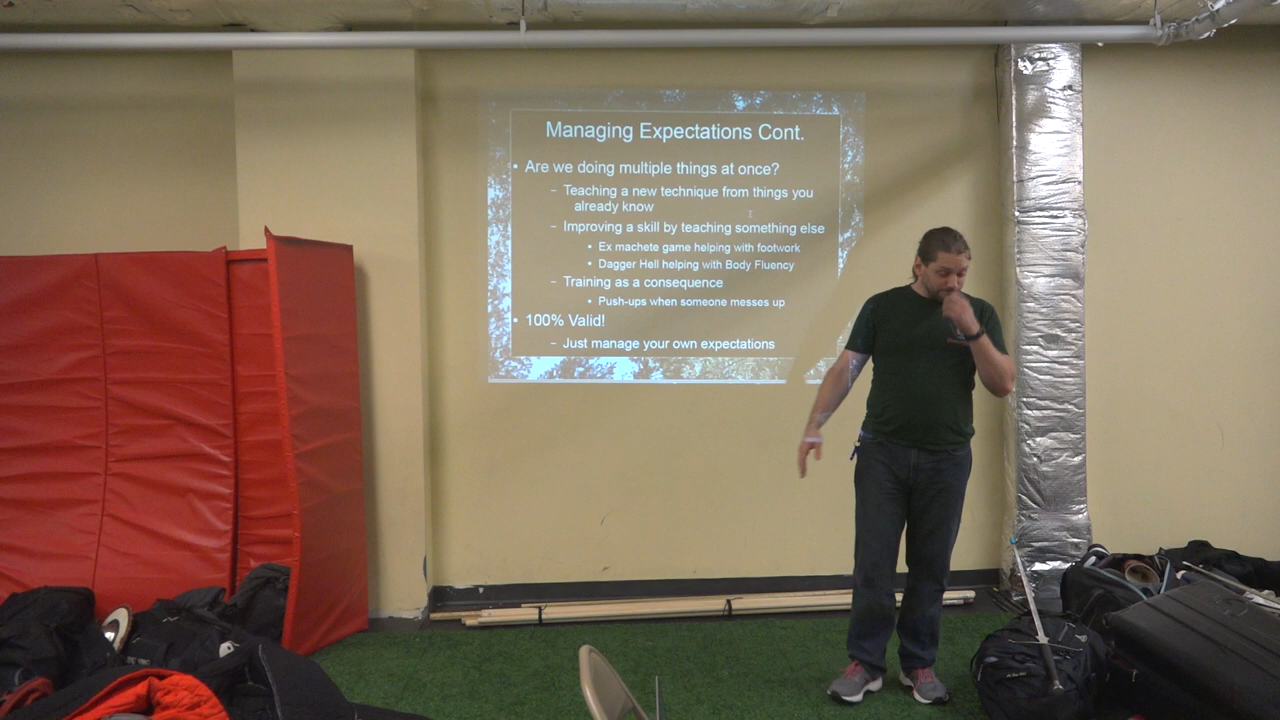 Managing Expectations Cont.
• Are we doing multiple things at once?
– Teaching a new technique from things you
already know
– Improving a skill by teaching something else
• Ex machete game helping with footwork
• Dagger Hell helping with Body Fluency
– Training as a consequence
• Push-ups when someone messes up
• 100% Valid!
– Just manage your own expectations